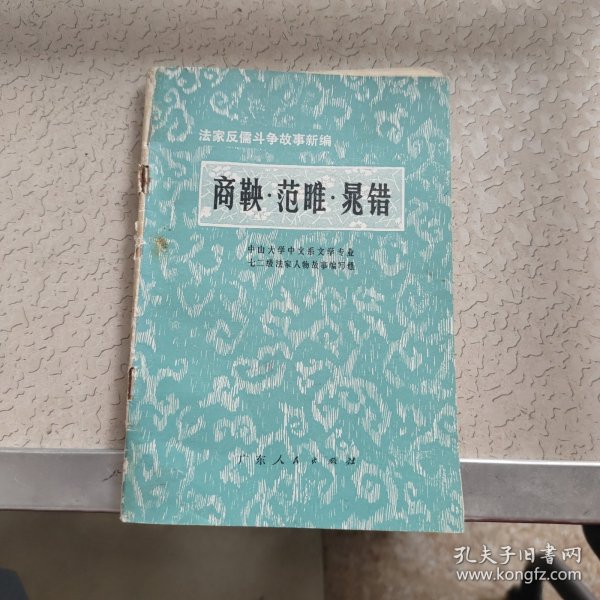 法家反儒斗争故事新编
商鞅·范雎·晁错
中山大学中文系文学专业
七二级法家人物故事编写组
广东人民出版社
孔夫子旧书网
www.kongfz.com